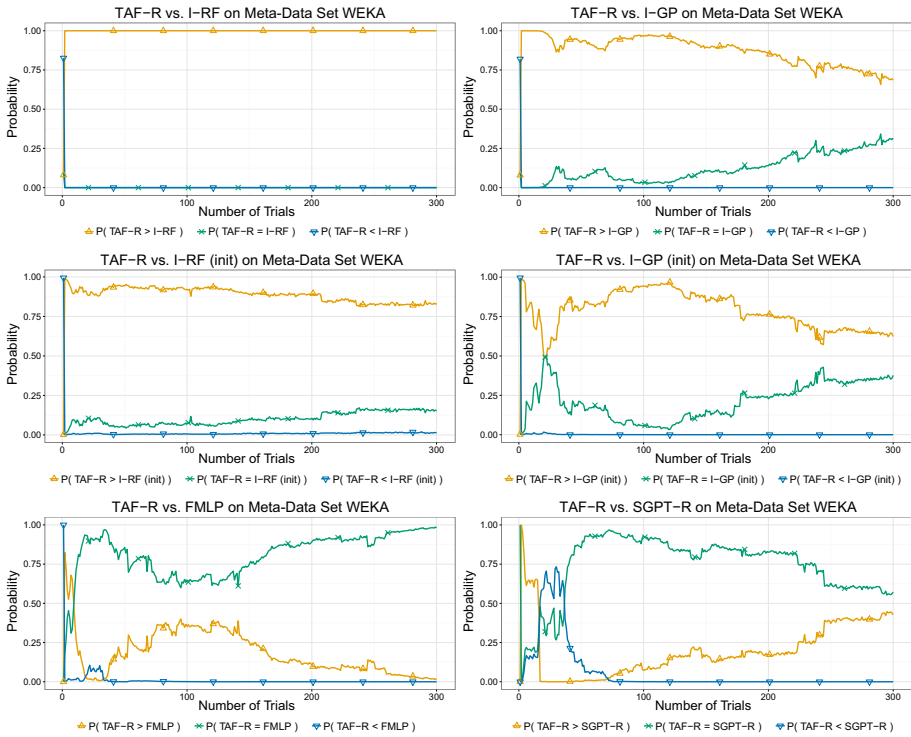 TAF−R vs. I−RF on Meta−Data Set WEKA
TAF−R vs. I−GP on Meta−Data Set WEKA
Probability
1.00
0.75
0.50
0.25
0.00
0
100
200
300
Number of Trials
P( TAF−R > I−RF )
P( TAF−R = I−RF )
P( TAF−R < I−RF )
Probability
1.00
0.75
0.50
0.25
0.00
0
100
200
300
Number of Trials
P( TAF−R > I−GP )
P( TAF−R = I−GP )
P( TAF−R < I−GP )
TAF−R vs. I−RF (init) on Meta−Data Set WEKA
TAF−R vs. I−GP (init) on Meta−Data Set WEKA
Probability
1.00
0.75
0.50
0.25
0.00
0
100
200
300
Number of Trials
P( TAF−R > I−RF (init) )
P( TAF−R = I−RF (init) )
P( TAF−R < I−RF (init) )
Probability
1.00
0.75
0.50
0.25
0.00
0
100
200
300
Number of Trials
P( TAF−R > I−GP (init) )
P( TAF−R = I−GP (init) )
P( TAF−R < I−GP (init) )
TAF−R vs. FMLP on Meta−Data Set WEKA
TAF−R vs. SGPT−R on Meta−Data Set WEKA
Probability
1.00
0.75
0.50
0.25
0.00
0
100
200
300
Number of Trials
P( TAF−R > FMLP )
P( TAF−R = FMLP )
P( TAF−R < FMLP )
Probability
1.00
0.75
0.50
0.25
0.00
0
100
200
300
Number of Trials
P( TAF−R > SGPT−R )
P( TAF−R = SGPT−R )
P( TAF−R < SGPT−R )